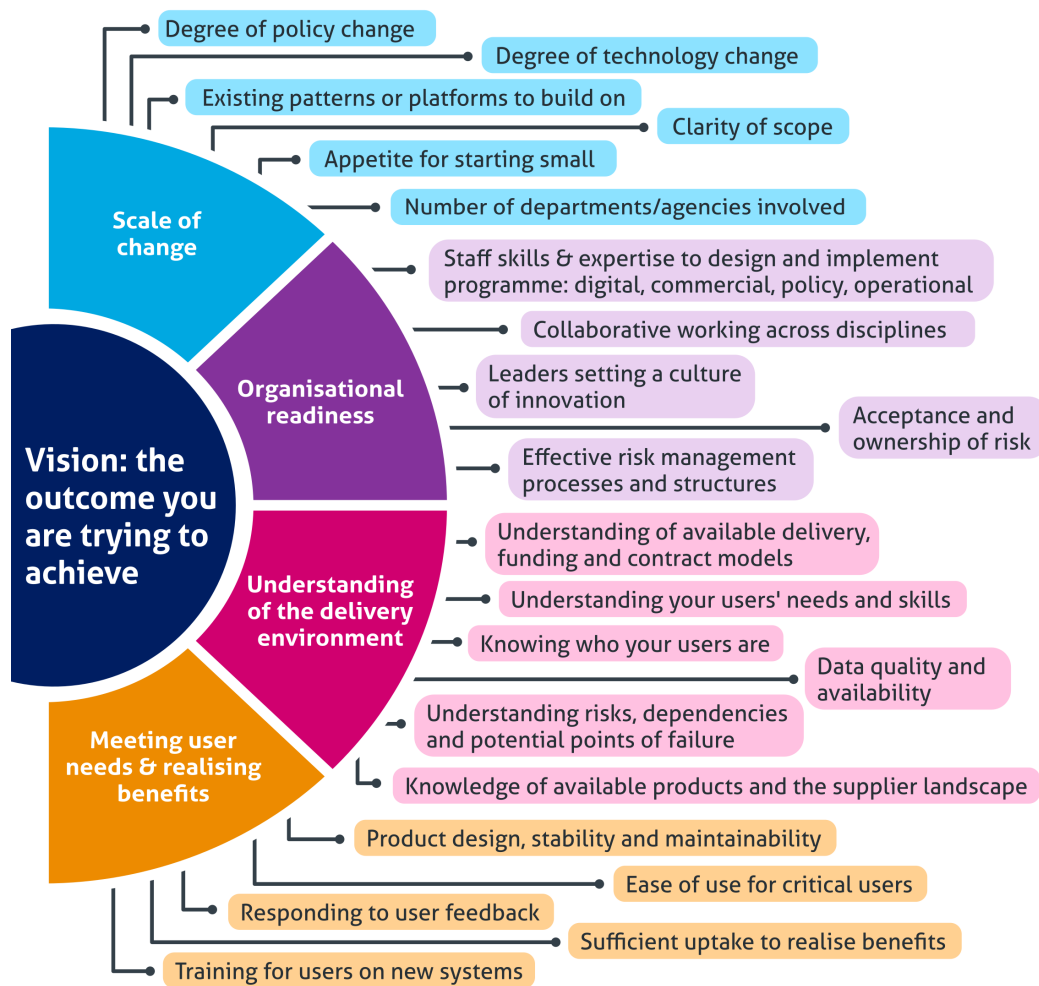 Degree of policy change
Degree of technology change
Existing patterns or platforms to build on
Clarity of scope
Appetite for starting small
Number of departments/agencies involved
Scale of
change
Staff skills & expertise to design and implement
programme: digital, commercial, policy, operational
Collaborative working across disciplines
Leaders setting a culture
of innovation
Acceptance and
ownership of risk
Effective risk management
processes and structures
Organisational
readiness
Vision: the
outcome you
are trying to
achieve
Understanding of available delivery,
funding and contract models
Understanding your users' needs and skills
Knowing who your users are
Data quality and
availability
Understanding risks, dependencies
and potential points of failure
Knowledge of available products and the supplier landscape
Understanding
of the delivery
environment
Meeting user
needs & realising
benefits
Product design, stability and maintainability
Ease of use for critical users
Responding to user feedback
Sufficient uptake to realise benefits
Training for users on new systems